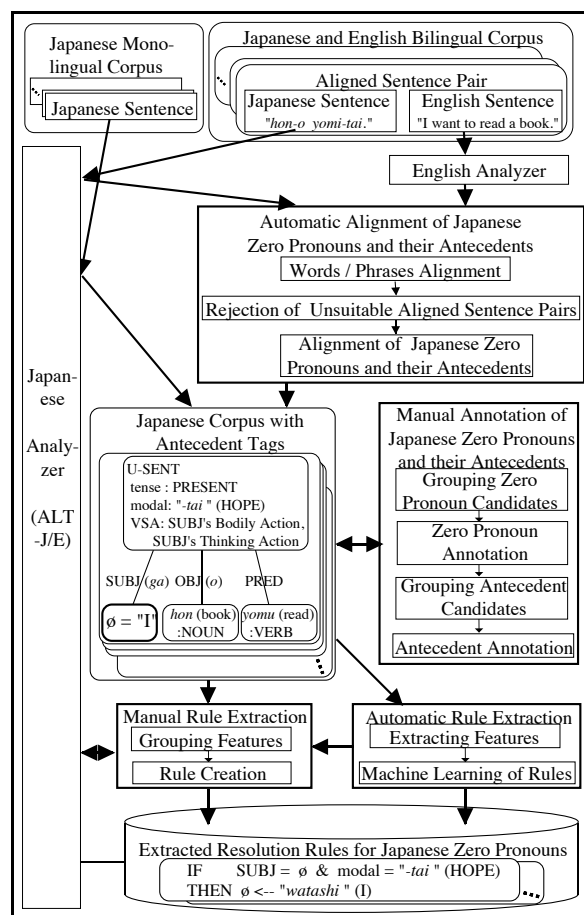 Japanese Mono-
lingual Corpus
Japanese Sentence
Japanese and English Bilingual Corpus
Aligned Sentence Pair
Japanese Sentence
"hon-o yomi-tai."
English Sentence
"I want to read a book."
English Analyzer
Automatic Alignment of Japanese
Zero Pronouns and their Antecedents
Words / Phrases Alignment
Rejection of Unsuitable Aligned Sentence Pairs
Alignment of Japanese Zero
Pronouns and their Antecedents
Japan-
ese
Analy-
zer
(ALT
-J/E)
Japanese Corpus with
Antecedent Tags
U-SENT
tense : PRESENT
modal: "-tai" (HOPE)
VSA: SUBJ's Bodily Action,
SUBJ's Thinking Action
SUBJ (ga) OBJ (o) PRED
ø = "I"
hon (book)
:NOUN
yomu (read)
:VERB
Manual Annotation of
Japanese Zero Pronouns
and their Antecedents
Grouping Zero
Pronoun Candidates
Zero Pronoun
Annotation
Grouping Antecedent
Candidates
Antecedent Annotation
Manual Rule Extraction
Grouping Features
Rule Creation
Automatic Rule Extraction
Extracting Features
Machine Learning of Rules
Extracted Resolution Rules for Japanese Zero Pronouns
IF SUBJ = ø & modal = "-tai" (HOPE)
THEN ø <-- "watashi" (I)